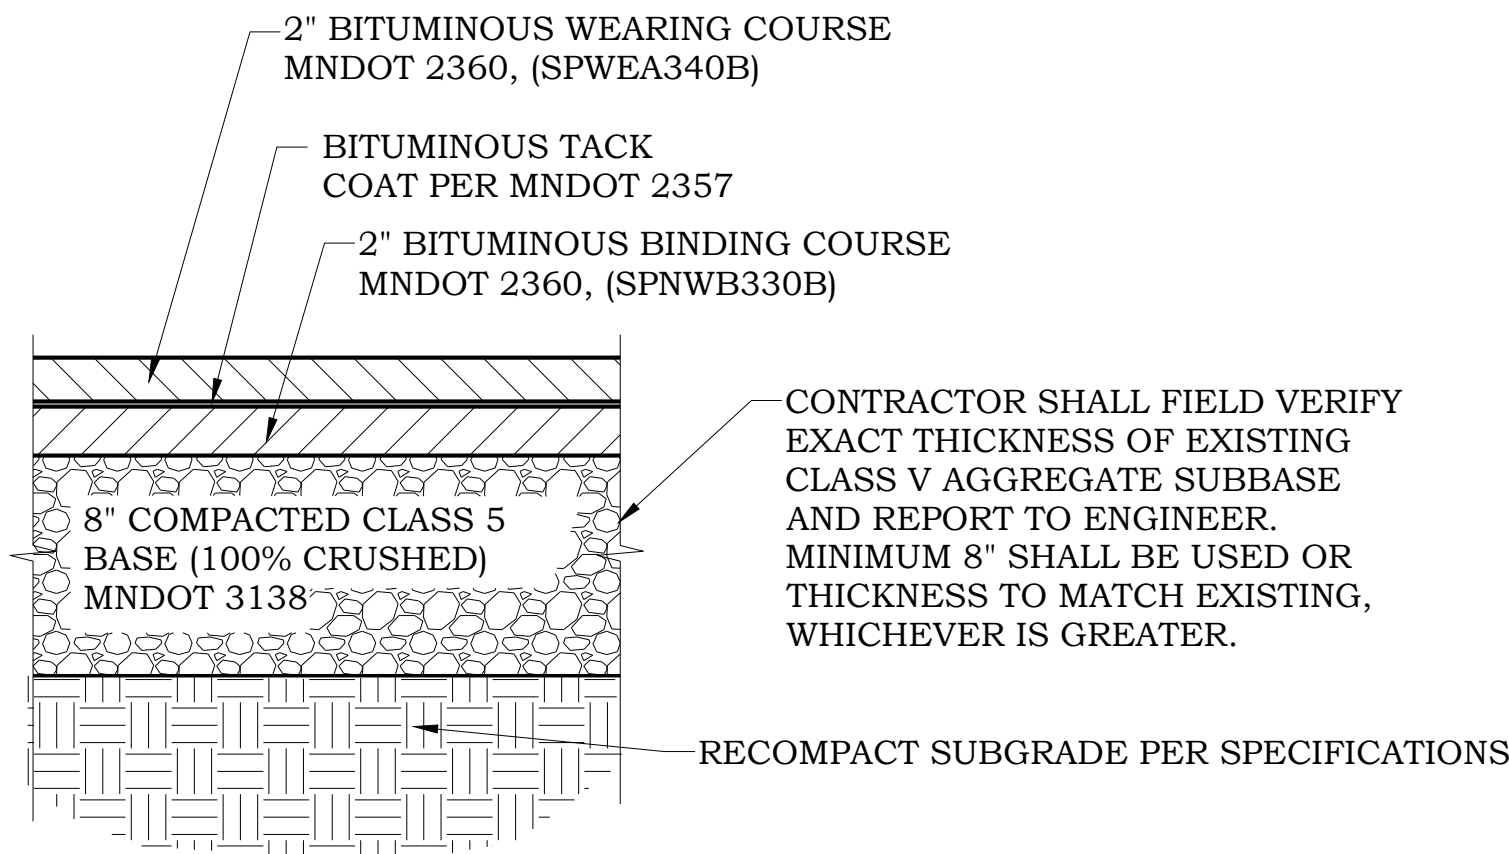 2" BITUMINOUS WEARING COURSE
MNDOT 2360, (SPWEA340B)
BITUMINOUS TACK
COAT PER MNDOT 2357
2" BITUMINOUS BINDING COURSE
MNDOT 2360, (SPNWB330B)
CONTRACTOR SHALL FIELD VERIFY
EXACT THICKNESS OF EXISTING
CLASS V AGGREGATE SUBBASE
AND REPORT TO ENGINEER.
MINIMUM 8" SHALL BE USED OR
THICKNESS TO MATCH EXISTING,
WHICHEVER IS GREATER.
8" COMPACTED CLASS 5
BASE (100% CRUSHED)
MNDOT 3138
RECOMPACT SUBGRADE PER SPECIFICATIONS